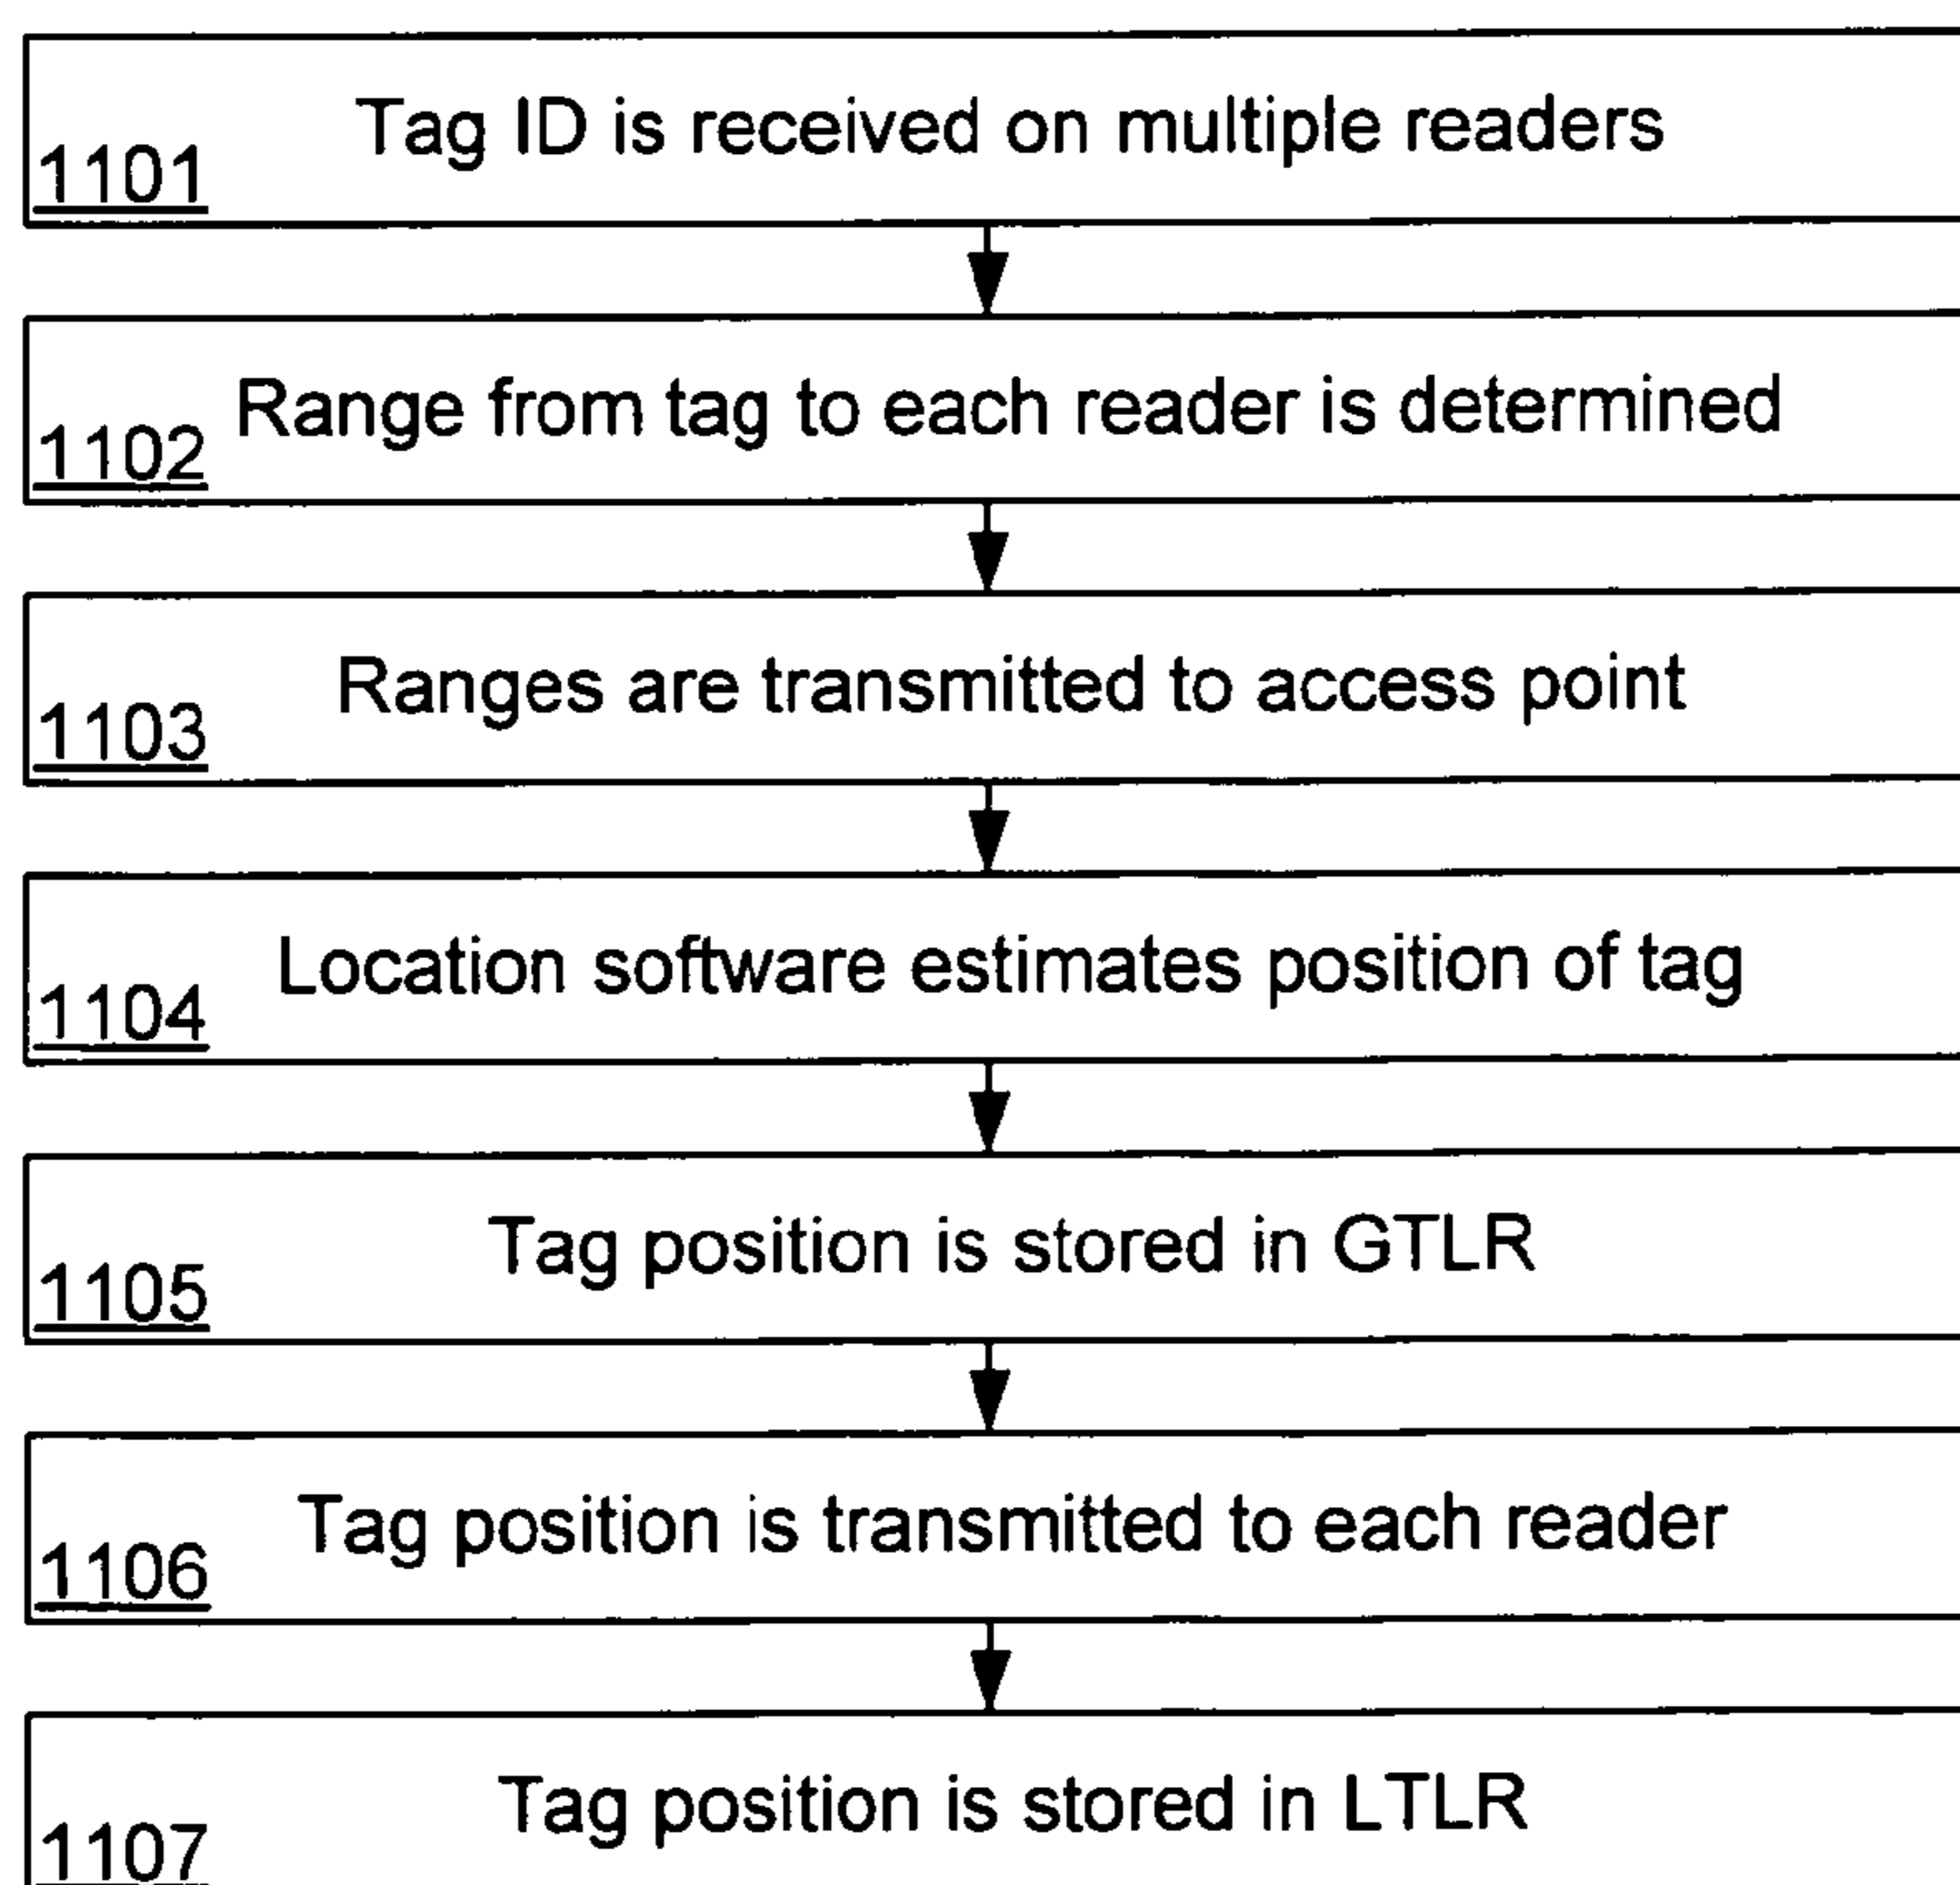 Tag ID is received on multiple readers
1101
Range from tag to each reader is determined
1102
Ranges are transmitted to access point
1103
Location software estimates position of tag
1104
Tag position is stored in GTLR
1105
Tag position is transmitted to each reader
1106
Tag position is stored in LTLR
1107